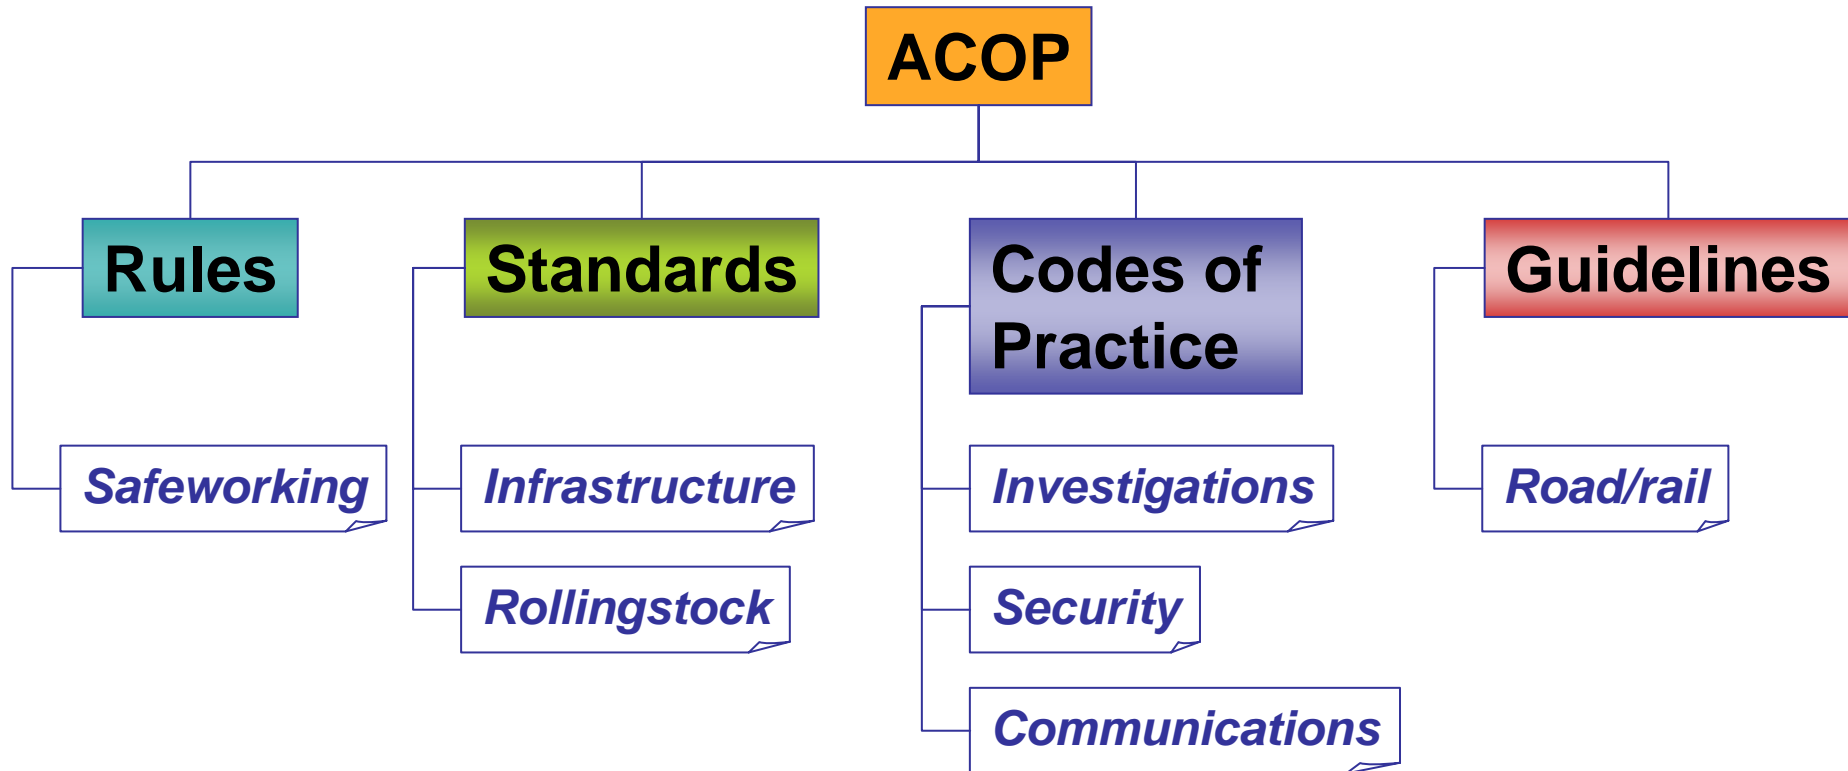 ACOP
Rules
Standards
Codes of
Practice
Guidelines
Safeworking
Infrastructure
Rollingstock
Investigations
Security
Communications
Road/rail